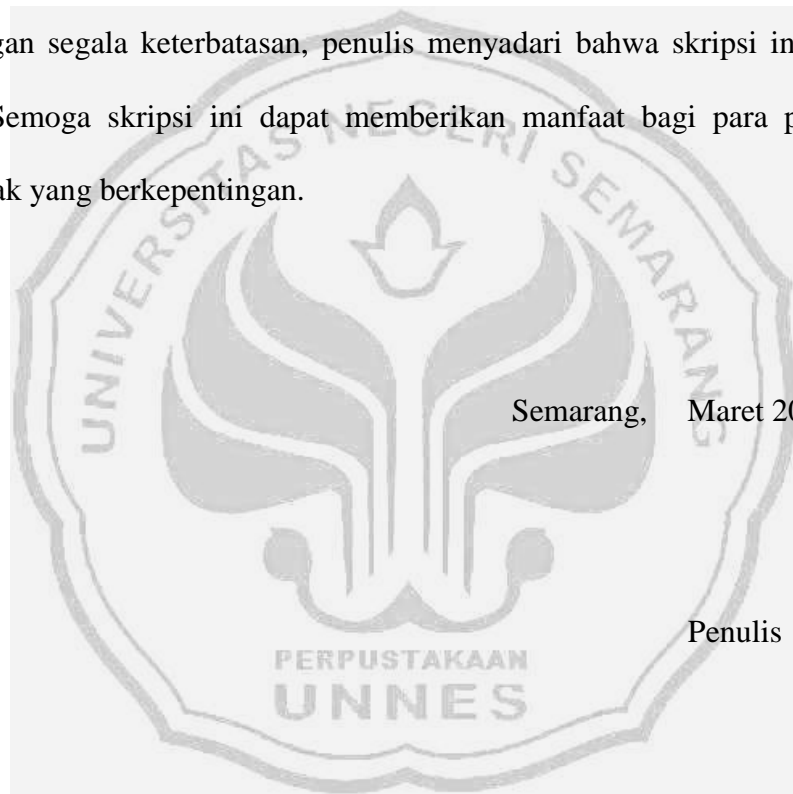 gan segala keterbatasan, penulis menyadari bahwa skripsi in
Semoga skripsi ini dapat memberikan manfaat bagi para p
ak yang berkepentingan.
UNIVERSITAS NEGERI SEMARANG
Semarang, Maret 20
Penulis
PERPUSTAKAAN
UNNES